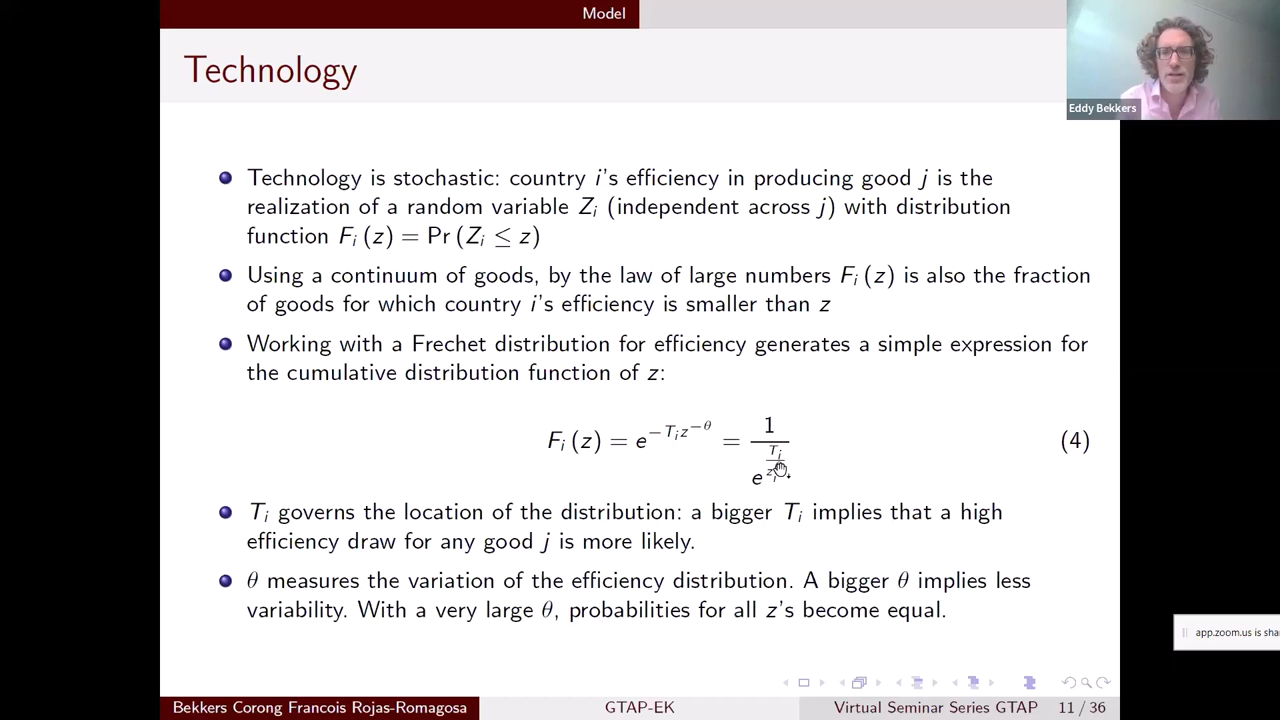 Model
Technology
Eddy Bekkers
Technology is stochastic: country i's efficiency in producing good j is the
realization of a random variable Z_i (independent across j) with distribution
function F_i (z) = Pr (Z_i ≤ z)
Using a continuum of goods, by the law of large numbers F_i (z) is also the fraction
of goods for which country i's efficiency is smaller than z
Working with a Frechet distribution for efficiency generates a simple expression for
the cumulative distribution function of z:
F_i (z) = e^{-T_i z^{-θ}} = 1 / e^{T_i / z_i} (4)
T_i governs the location of the distribution: a bigger T_i implies that a high
efficiency draw for any good j is more likely.
θ measures the variation of the efficiency distribution. A bigger θ implies less
variability. With a very large θ, probabilities for all z's become equal.
app.zoom.us is
Bekkers Corong Francois Rojas-Romagosa GTAP-EK Virtual Seminar Series GTAP 11 / 36